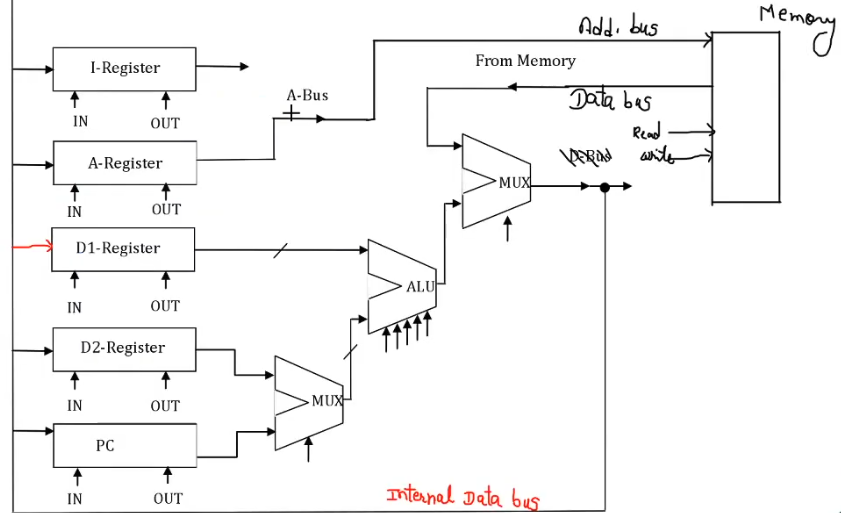 Memory
Add. bus
I-Register
From Memory
A-Bus
Data bus
IN
OUT
Read
A-Register
D-Bus
write
MUX
IN
OUT
D1-Register
ALU
IN
OUT
D2-Register
MUX
IN
OUT
PC
IN
OUT
Internal Data bus